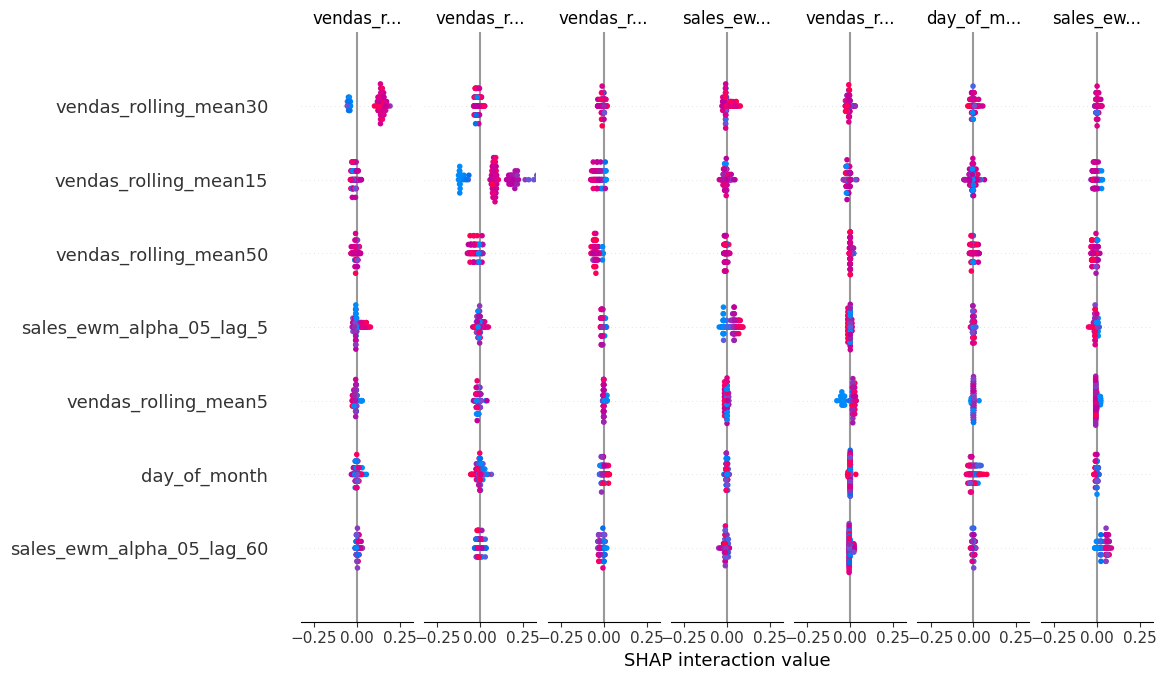 vendas_r... vendas_r... vendas_r... sales_ew... vendas_r... day_of_m... sales_ew...
vendas_rolling_mean30
vendas_rolling_mean15
vendas_rolling_mean50
sales_ewm_alpha_05_lag_5
vendas_rolling_mean5
day_of_month
sales_ewm_alpha_05_lag_60
−0.25 0.00 0.25 −0.25 0.00 0.25 −0.25 0.00 0.25 −0.25 0.00 0.25 −0.25 0.00 0.25 −0.25 0.00 0.25 −0.25 0.00 0.25
SHAP interaction value